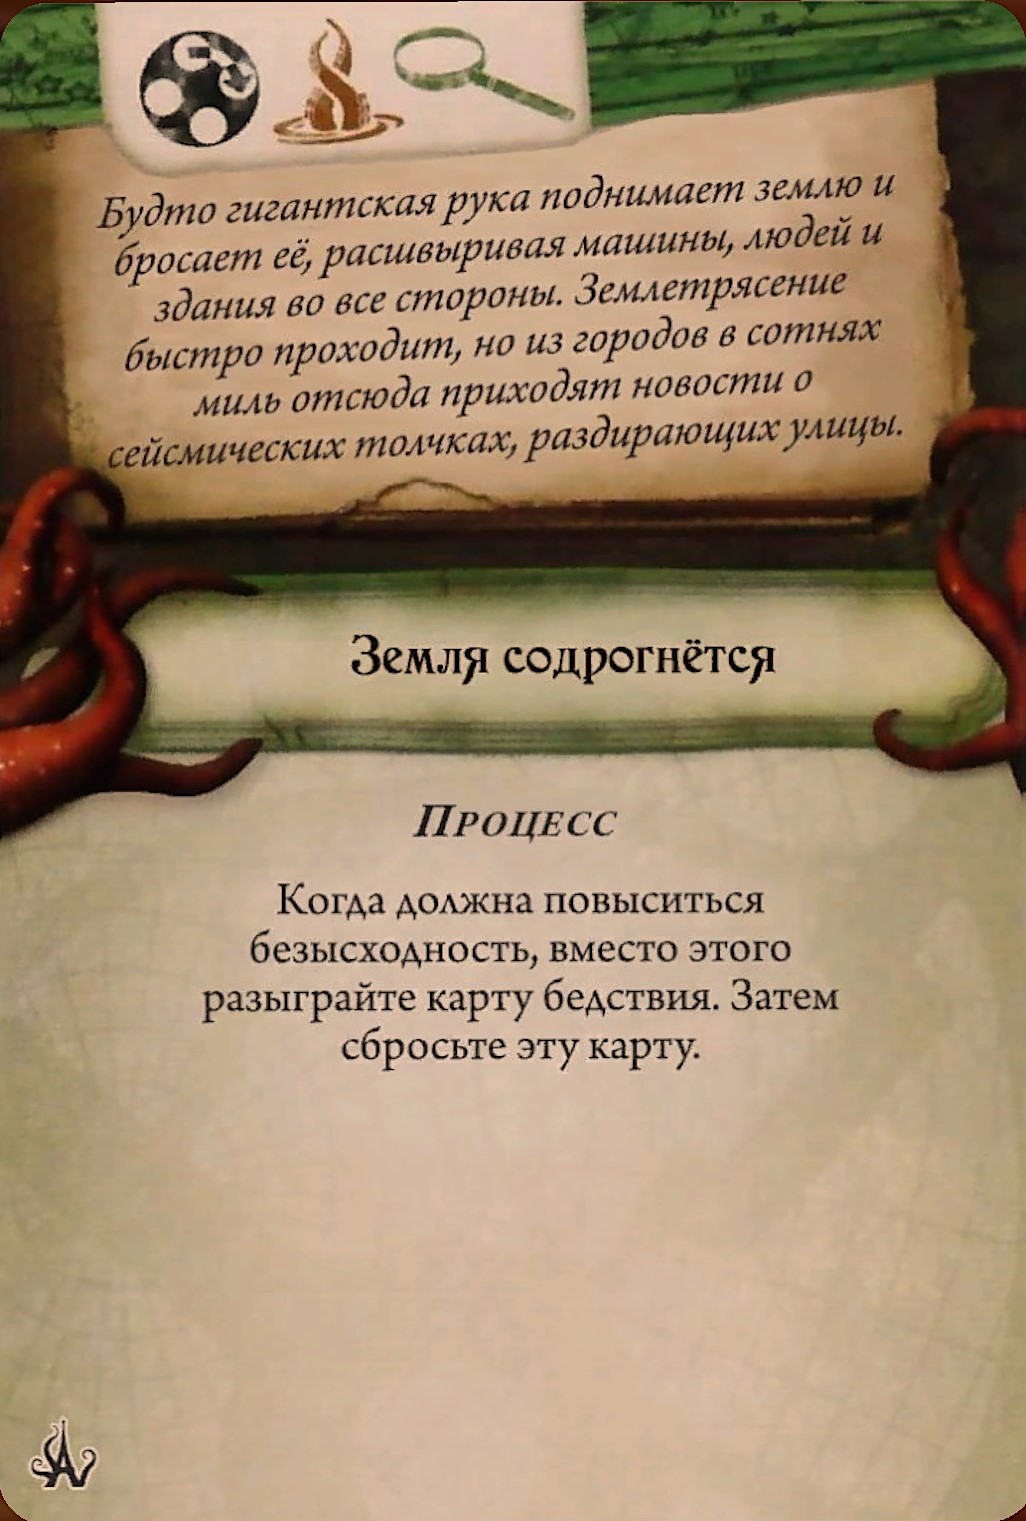 Будто гигантская рука поднимает землю и
бросает её, расшвыривая машины, людей и
здания во все стороны. Землетрясение
быстро проходит, но из городов в сотнях
миль отсюда приходят новости о
сейсмических толчках, раздирающих улицы.
Земля содрогнётся
Процесс
Когда должна повыситься
безысходность, вместо этого
разыграйте карту бедствия. Затем
сбросьте эту карту.